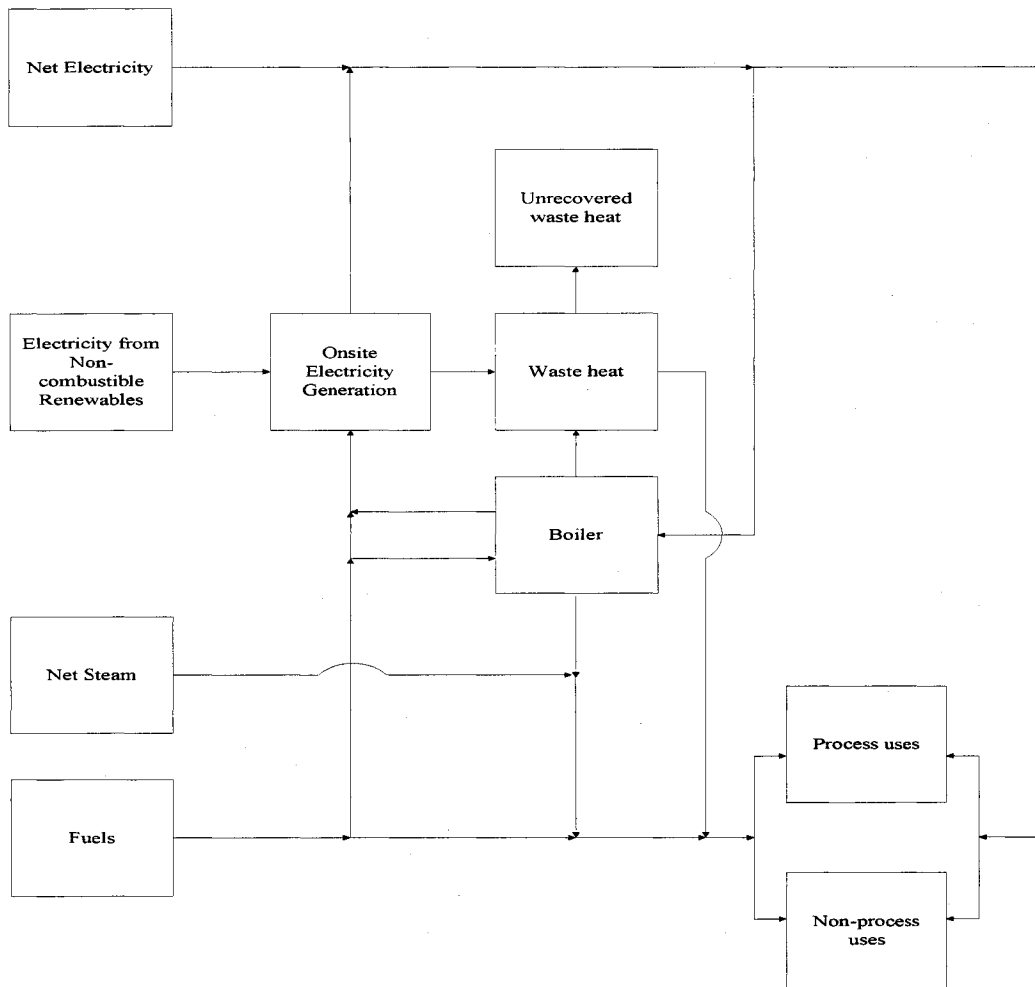 Net Electricity
Unrecovered
waste heat
Electricity from
Non-
combustible
Renewables
Onsite
Electricity
Generation
Waste heat
Boiler
Net Steam
Process uses
Fuels
Non-process
uses